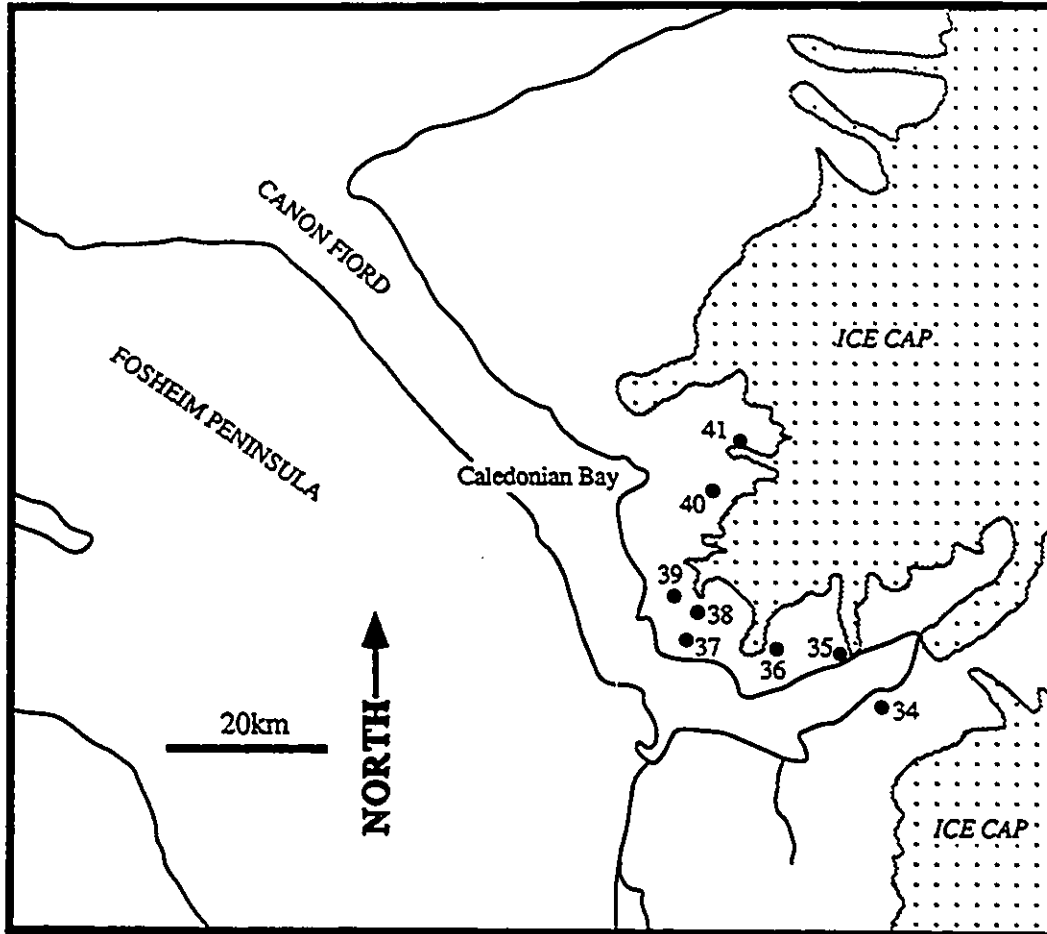 CANON FIORD
FOSHEIM PENINSULA
ICE CAP
41
Caledonian Bay
40
39
38
37
36
35
34
20km
NORTH
ICE CAP